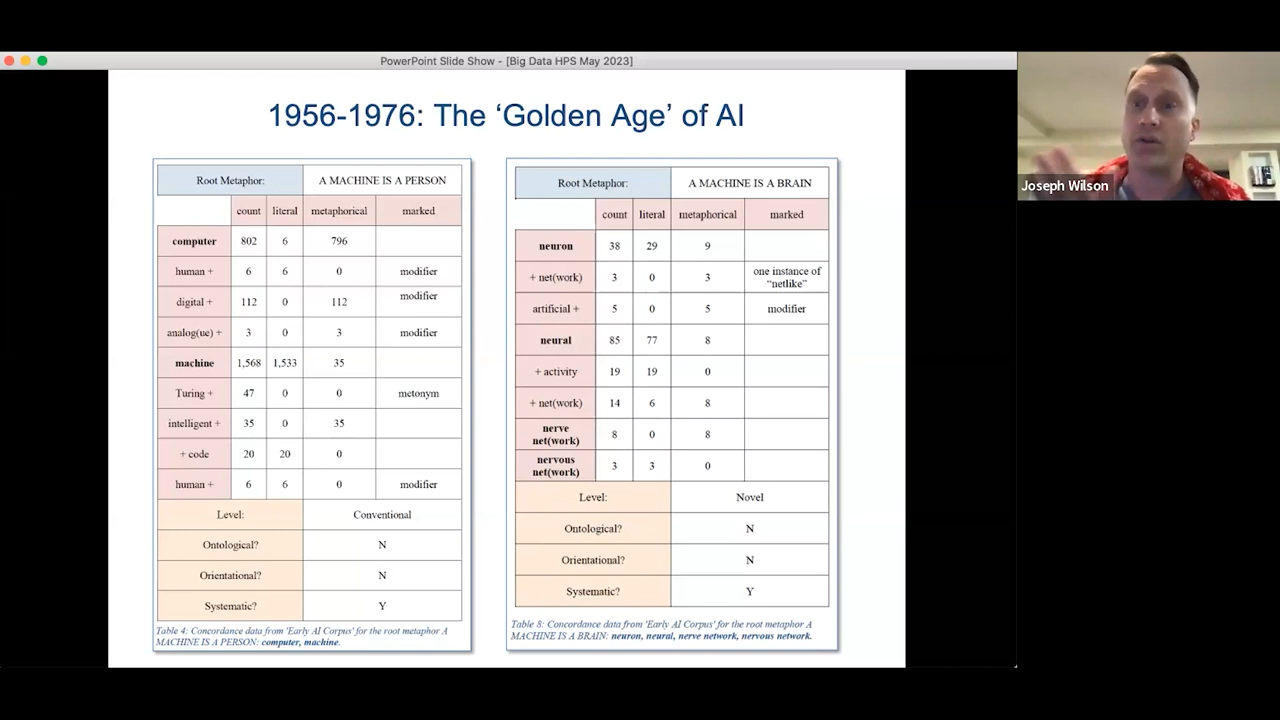 PowerPoint Slide Show - [Big Data HPS May 2023]
1956-1976: The ‘Golden Age’ of AI
Root Metaphor: A MACHINE IS A PERSON
count literal metaphorical marked
computer 802 6 796
human + 6 6 0 modifier
digital + 112 0 112 modifier
analog(ue) + 3 0 3 modifier
machine 1,568 1,533 35
Turing + 47 0 0 metonym
intelligent + 35 0 35
+ code 20 20 0
human + 6 6 0 modifier
Level: Conventional
Ontological? N
Orientational? N
Systematic? Y
Table 4: Concordance data from 'Early AI Corpus' for the root metaphor A
MACHINE IS A PERSON: computer, machine.
Root Metaphor: A MACHINE IS A BRAIN
count literal metaphorical marked
neuron 38 29 9
+ net(work) 3 0 3 one instance of
“netlike”
artificial + 5 0 5 modifier
neural 85 77 8
+ activity 19 19 0
+ net(work) 14 6 8
nerve
net(work) 8 0 8
nervous
net(work) 3 3 0
Level: Novel
Ontological? N
Orientational? N
Systematic? Y
Table 8: Concordance data from 'Early AI Corpus' for the root metaphor A
MACHINE IS A BRAIN: neuron, neural, nerve network, nervous network.
Joseph Wilson